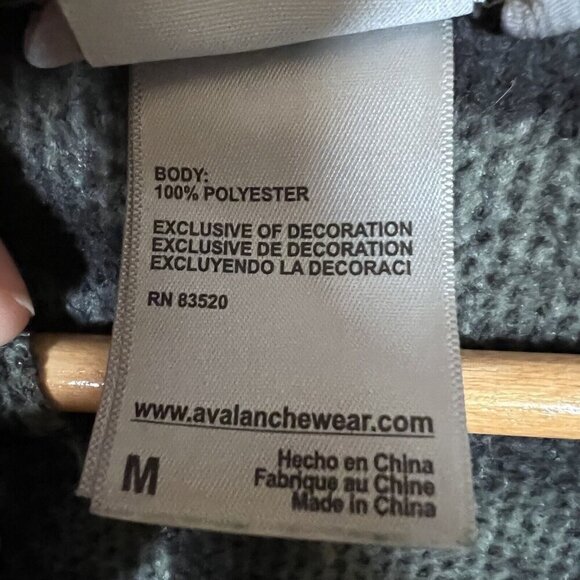 BODY:
100% POLYESTER
EXCLUSIVE OF DECORATION
EXCLUSIVE DE DECORATION
EXCLUYENDO LA DECORACI
RN 83520
www.avalanchewear.com
M
Hecho en China
Fabrique au Chine
Made in China